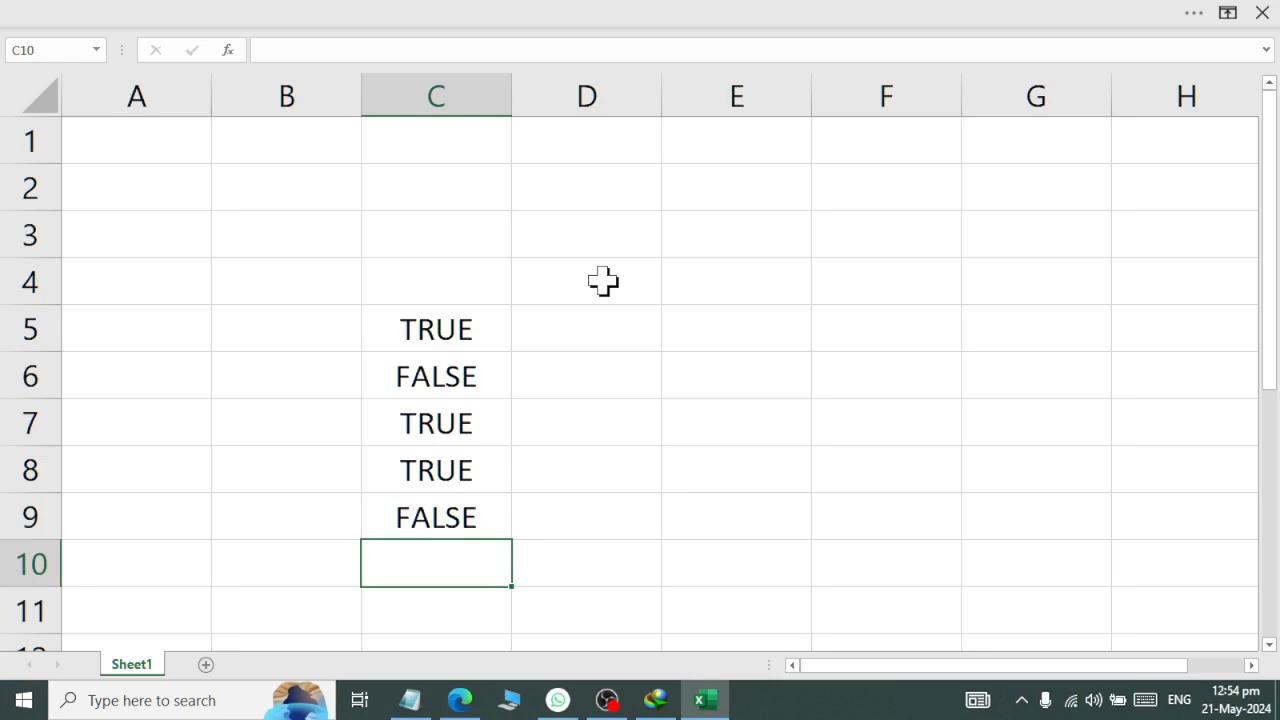 C10
fx
A B C D E F G H
1
2
3
4
5 TRUE
6 FALSE
7 TRUE
8 TRUE
9 FALSE
10
11
Sheet1
Type here to search
ENG
12:54 pm
21-May-2024